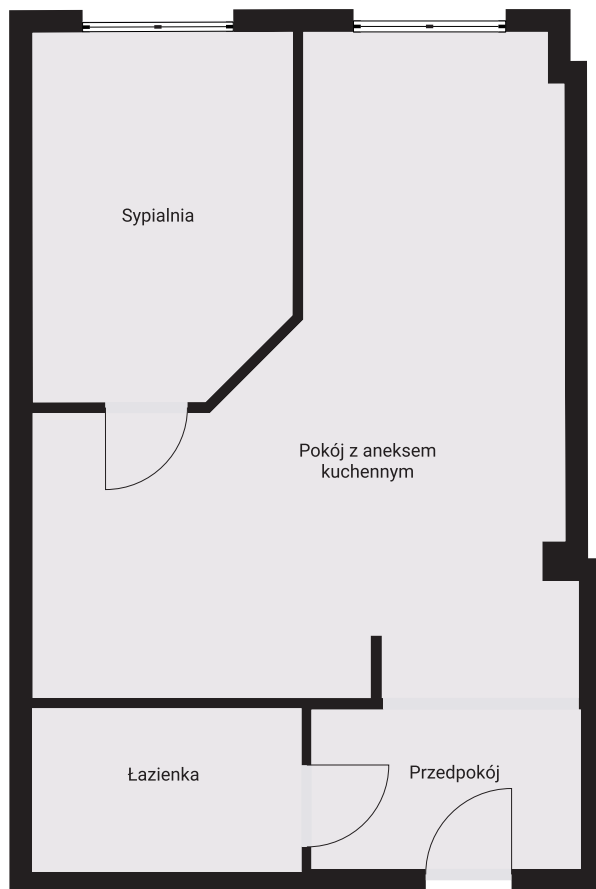 Sypialnia
Pokój z aneksem
kuchennym
Łazienka
Przedpokój